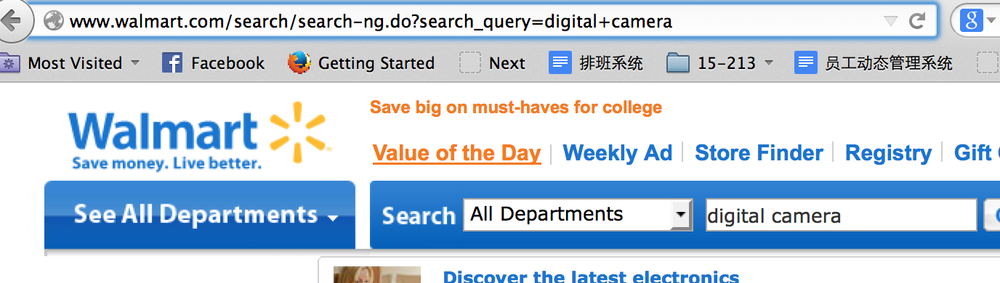 www.walmart.com/search/search-ng.do?search_query=digital+camera
g
Most Visited f Facebook Getting Started Next 排班系统 15-213 员工动态管理系统
Save big on must-haves for college
Walmart
Save money. Live better.
Value of the Day Weekly Ad Store Finder Registry Gift
See All Departments Search All Departments digital camera
Discover the latest electronics